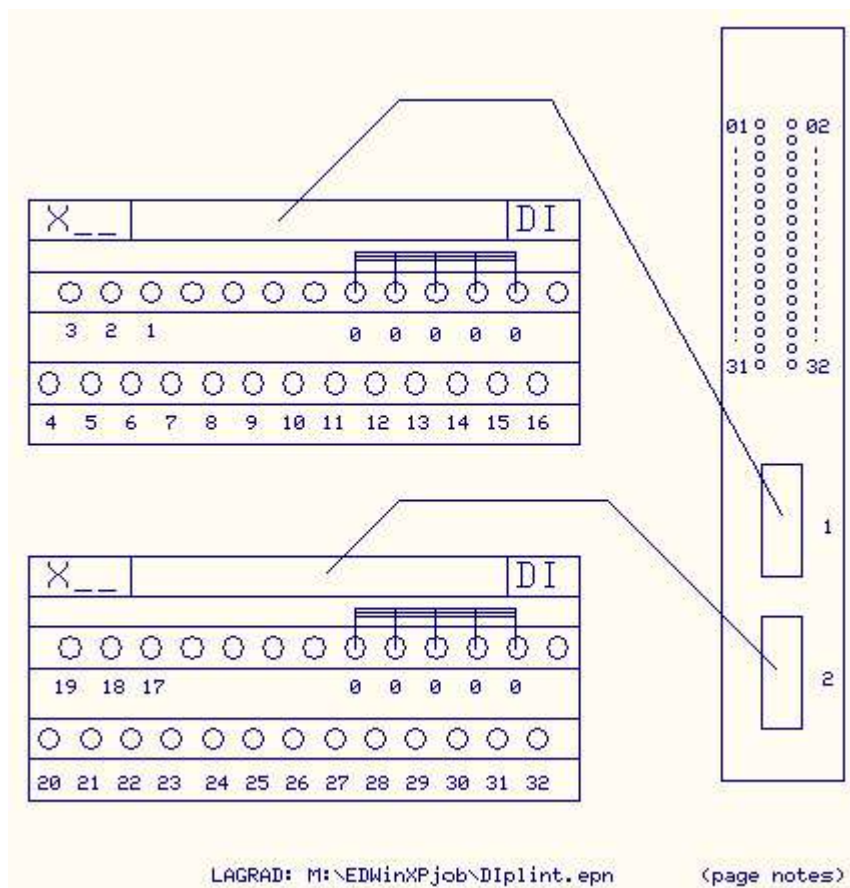 01 02
X__ DI
3 2 1 0 0 0 0 0
31 32
4 5 6 7 8 9 10 11 12 13 14 15 16
1
X__ DI
19 18 17 0 0 0 0 0
2
20 21 22 23 24 25 26 27 28 29 30 31 32
LAGRAD: M:\EDWinXPjob\DIplint.epn (page notes)